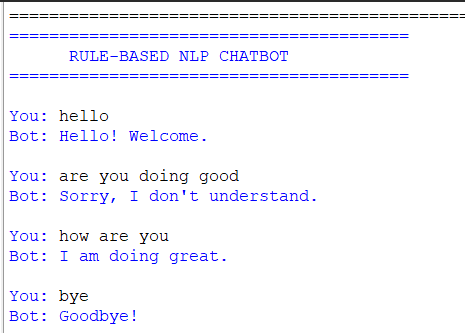 ==============================================
========================================
RULE-BASED NLP CHATBOT
========================================
You: hello
Bot: Hello! Welcome.
You: are you doing good
Bot: Sorry, I don't understand.
You: how are you
Bot: I am doing great.
You: bye
Bot: Goodbye!